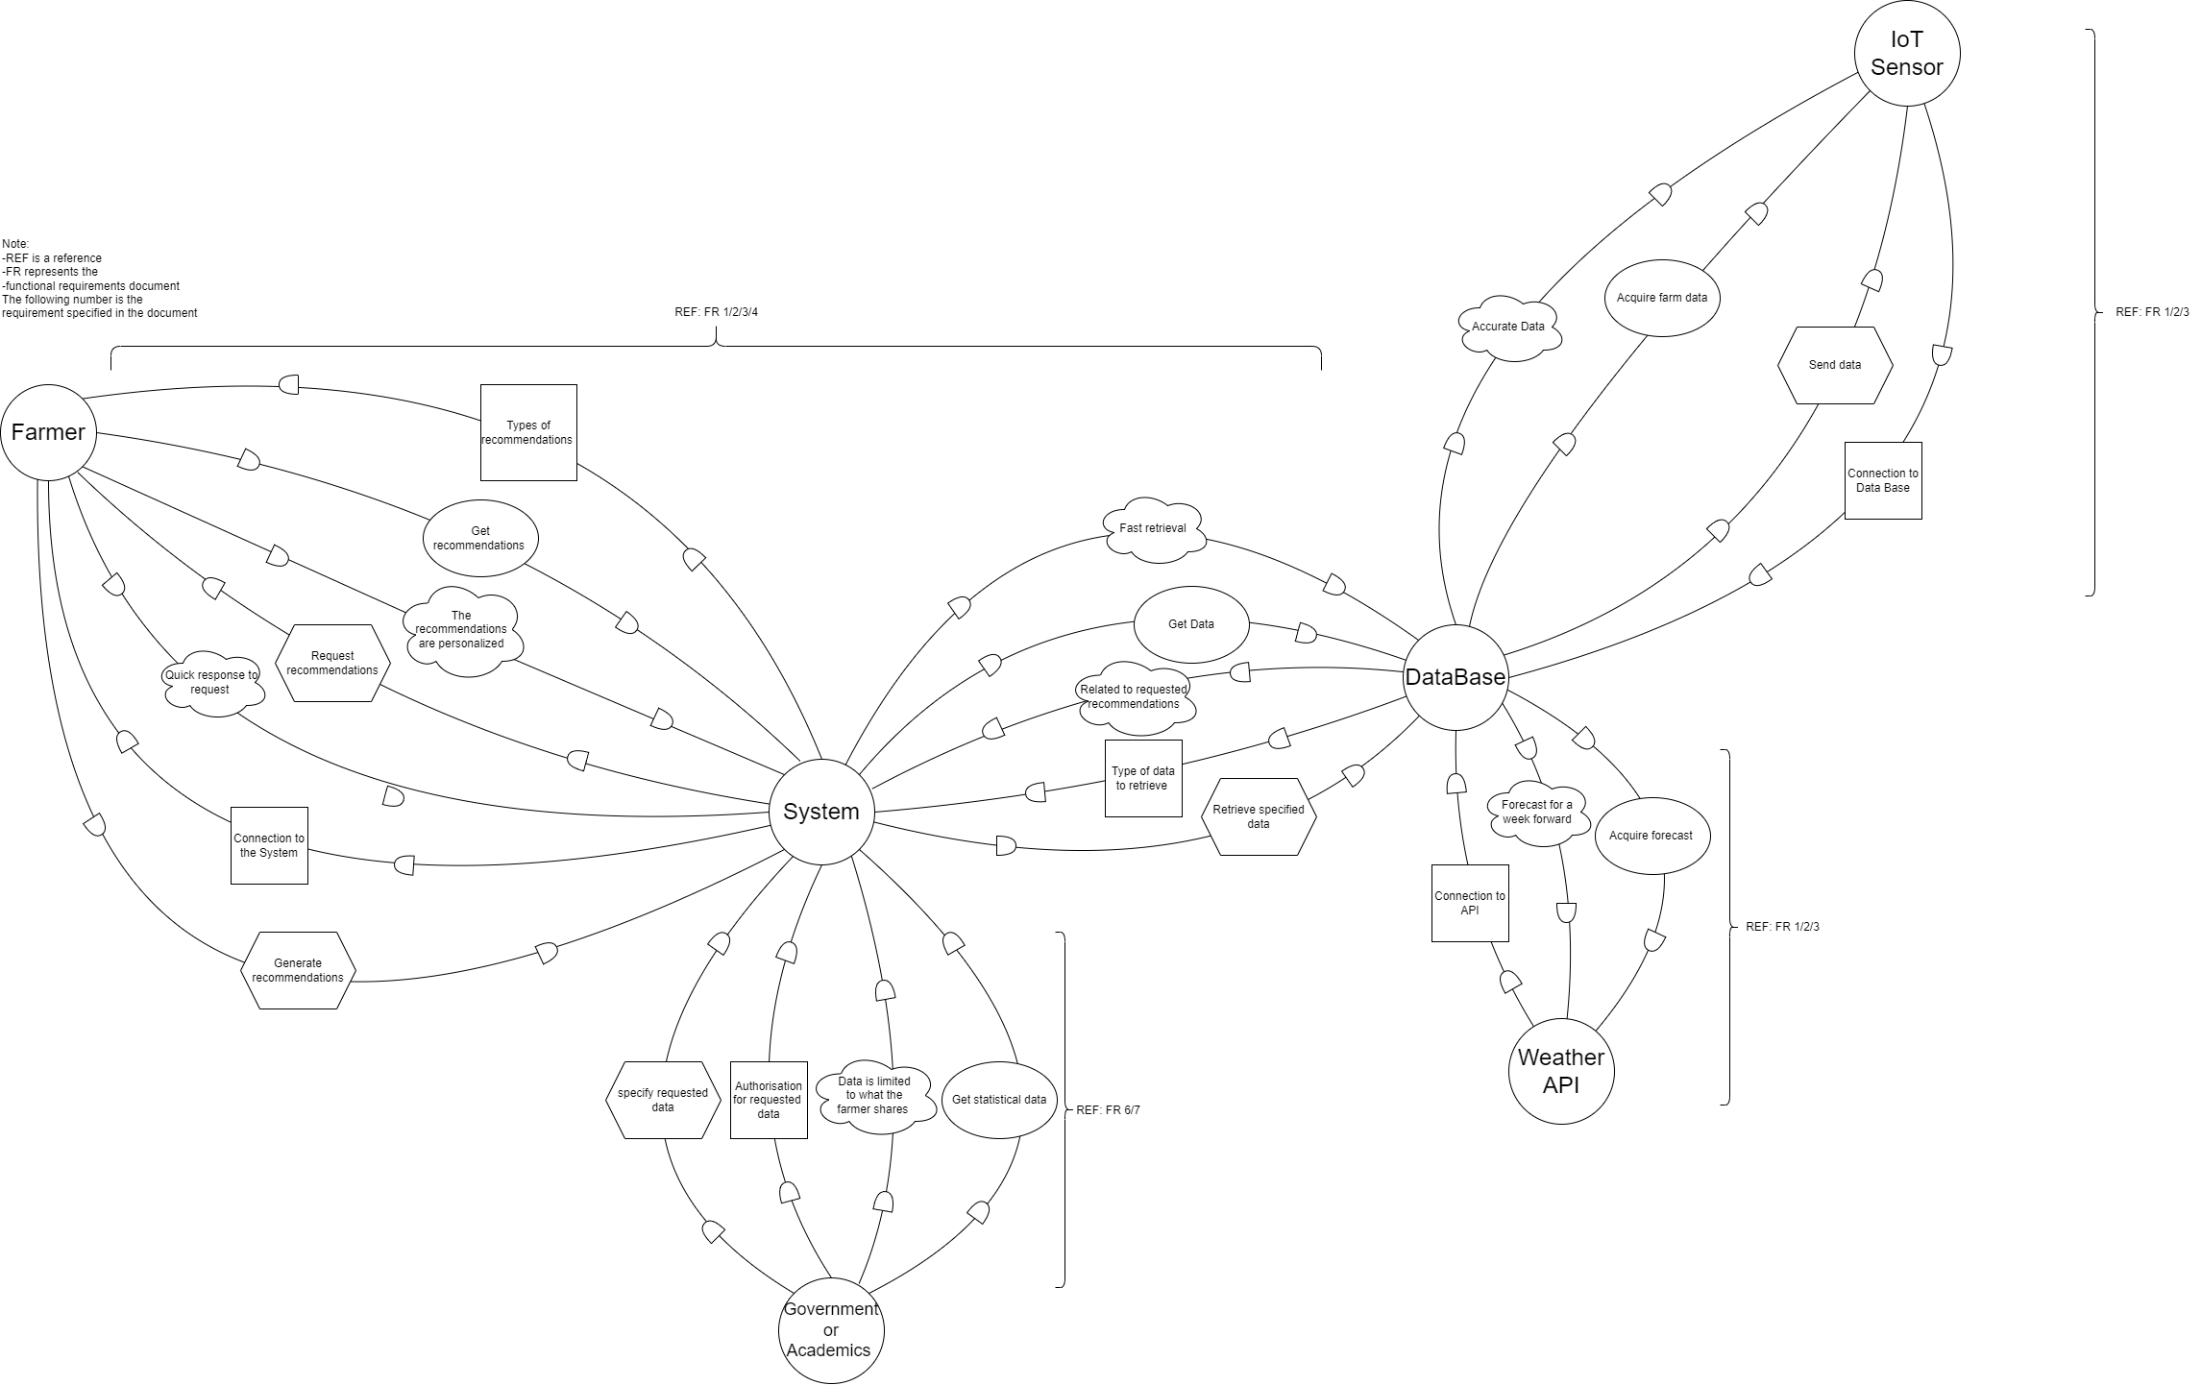 IoT
Sensor
Note:
-REF is a reference
-FR represents the
-functional requirements document
The following number is the
requirement specified in the document
REF: FR 1/2/3/4
Accurate Data
Acquire farm data
Send data
REF: FR 1/2/3
Farmer
Types of
recommendations
Connection to
Data Base
Get
recommendations
Fast retrieval
The
recommendations
are personalized
Get Data
Request
recommendations
Quick response to
request
Related to requested
recommendations
DataBase
Type of data
to retrieve
Retrieve specified
data
System
Forecast for a
week forward
Acquire forecast
Connection to
the System
Connection to
API
REF: FR 1/2/3
Generate
recommendations
Weather
API
specify requested
data
Authorisation
for requested
data
Data is limited
to what the
farmer shares
Get statistical data
REF: FR 6/7
Government
or
Academics